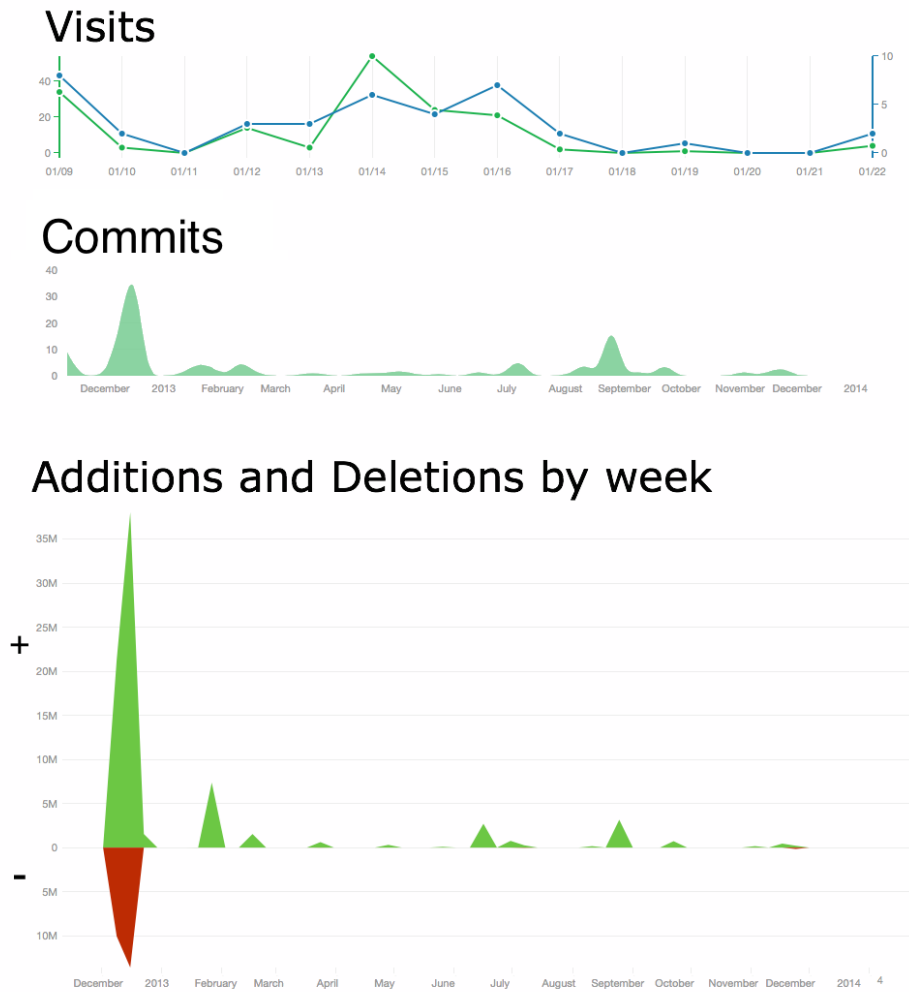 Visits
40
20
0
10
5
0
01/09 01/10 01/11 01/12 01/13 01/14 01/15 01/16 01/17 01/18 01/19 01/20 01/21 01/22
Commits
40
30
20
10
0
December 2013 February March April May June July August September October November December 2014
Additions and Deletions by week
35M
30M
25M
+
20M
15M
10M
5M
0
-
5M
10M
December 2013 February March April May June July August September October November December 2014 4